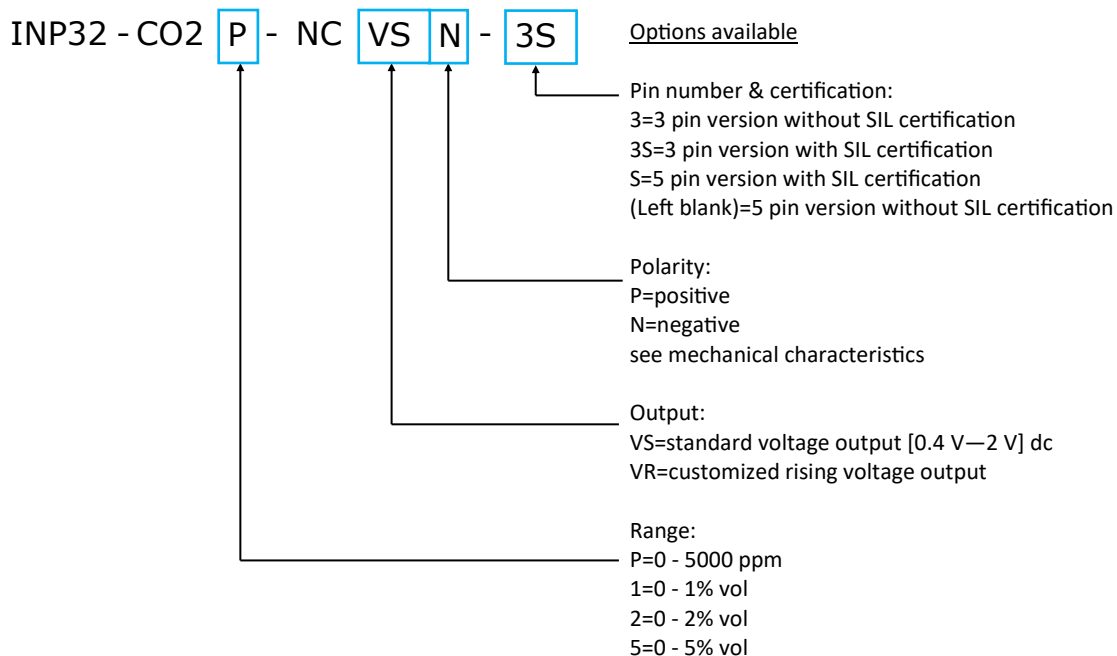 INP32 - CO2 P - NC VS N - 3S
Options available
Pin number & certification:
3=3 pin version without SIL certification
3S=3 pin version with SIL certification
S=5 pin version with SIL certification
(Left blank)=5 pin version without SIL certification
Polarity:
P=positive
N=negative
see mechanical characteristics
Output:
VS=standard voltage output [0.4 V—2 V] dc
VR=customized rising voltage output
Range:
P=0 - 5000 ppm
1=0 - 1% vol
2=0 - 2% vol
5=0 - 5% vol